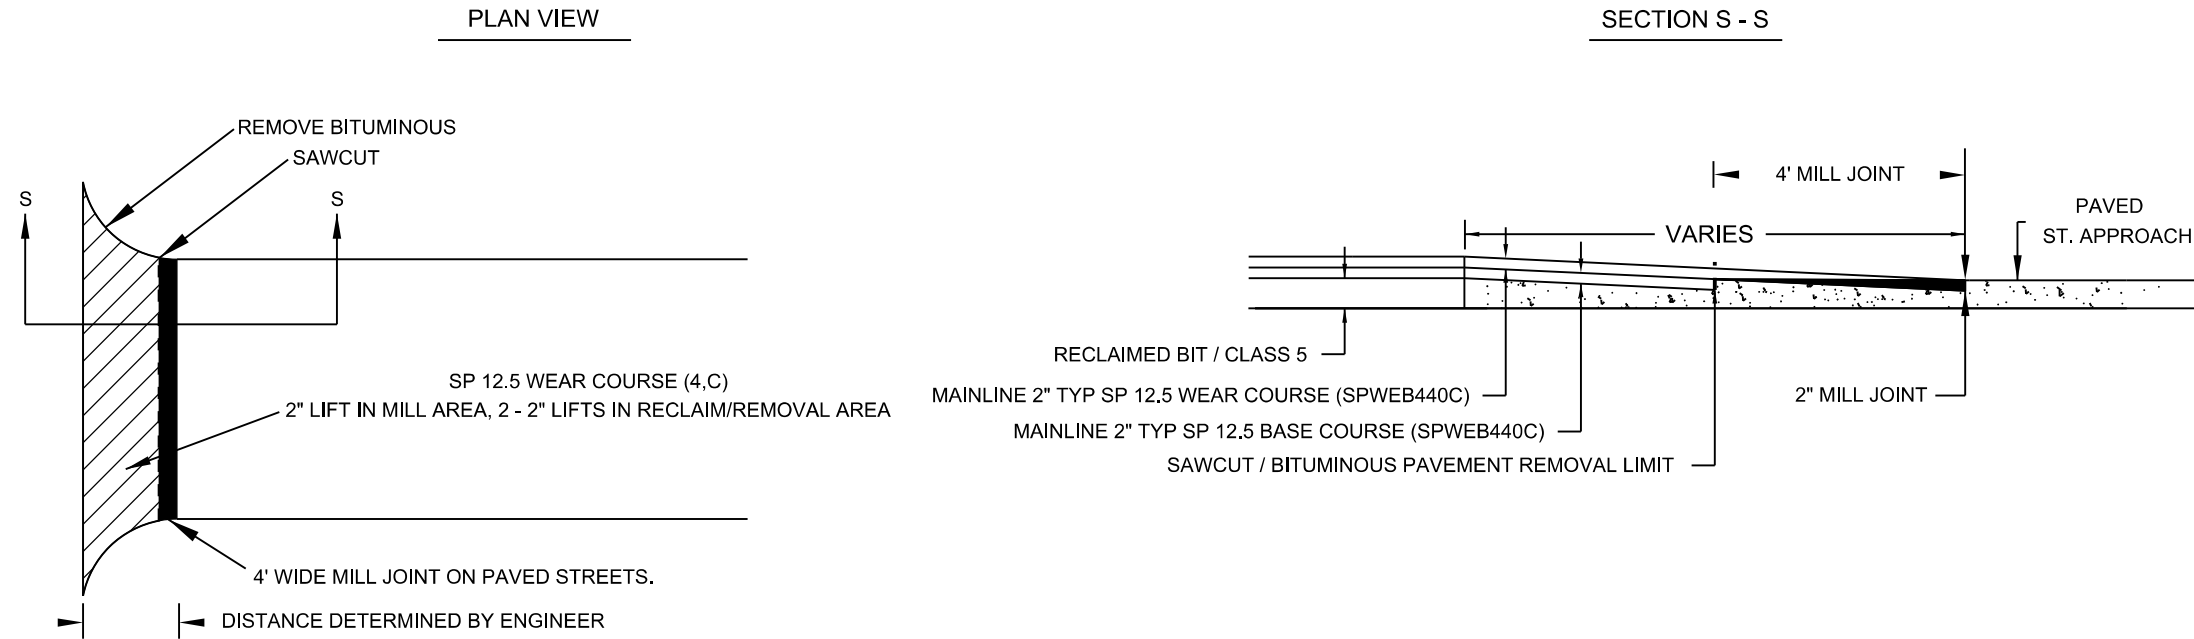 PLAN VIEW
REMOVE BITUMINOUS
SAWCUT
S
S
SP 12.5 WEAR COURSE (4,C)
2" LIFT IN MILL AREA, 2 - 2" LIFTS IN RECLAIM/REMOVAL AREA
4' WIDE MILL JOINT ON PAVED STREETS.
DISTANCE DETERMINED BY ENGINEER
SECTION S - S
4' MILL JOINT
PAVED
ST. APPROACH
VARIES
RECLAIMED BIT / CLASS 5
MAINLINE 2" TYP SP 12.5 WEAR COURSE (SPWEB440C)
2" MILL JOINT
MAINLINE 2" TYP SP 12.5 BASE COURSE (SPWEB440C)
SAWCUT / BITUMINOUS PAVEMENT REMOVAL LIMIT